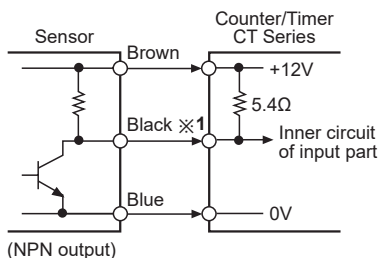 Counter/Timer
CT Series
Sensor
Brown
+12V
5.4Ω
Black ※1
Inner circuit
of input part
Blue
0V
(NPN output)